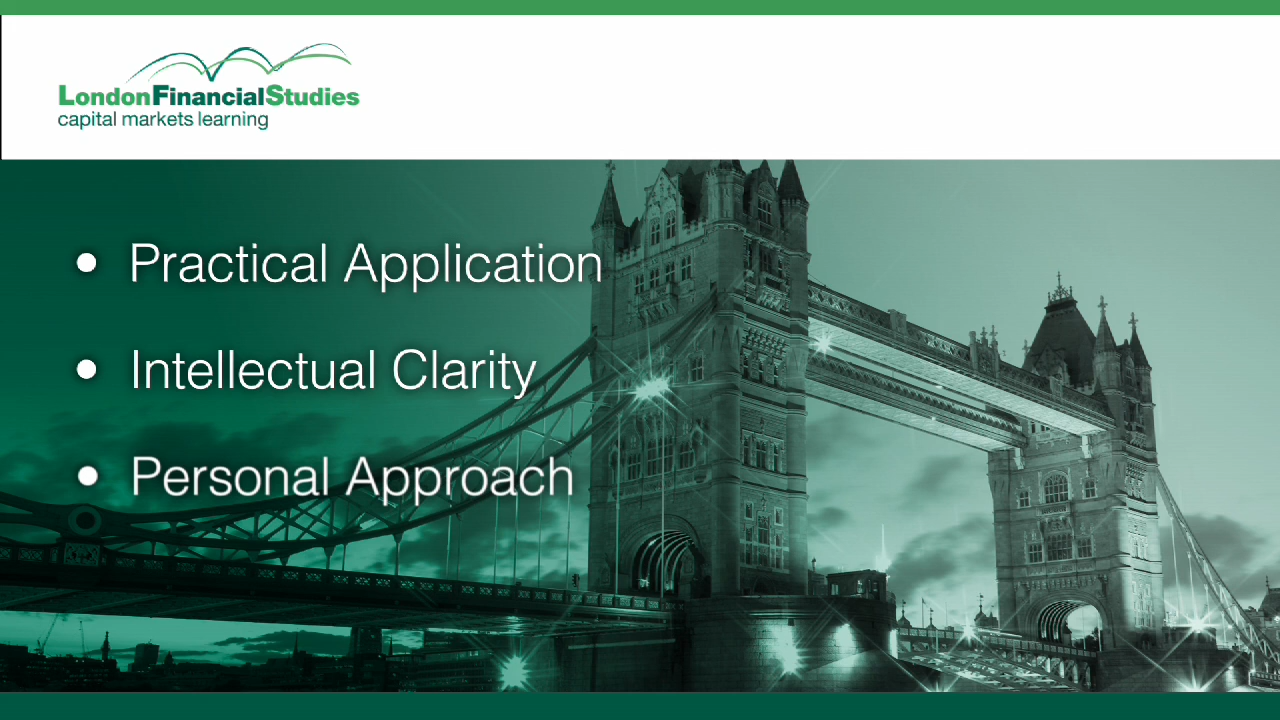 LondonFinancialStudies
capital markets learning
• Practical Application
• Intellectual Clarity
• Personal Approach